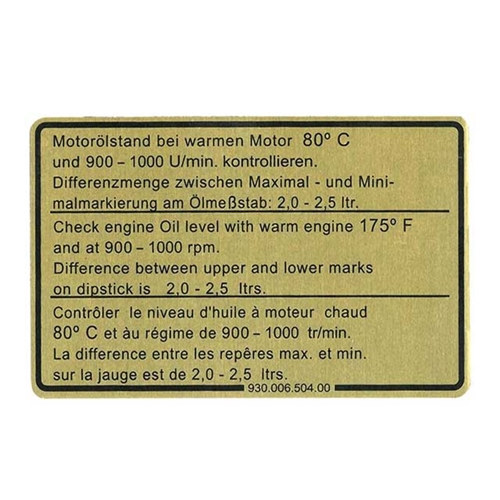 Motorölstand bei warmen Motor 80º C
und 900 – 1000 U/min. kontrollieren.
Differenzmenge zwischen Maximal - und Mini-
malmarkierung am Ölmeßstab: 2,0 - 2,5 ltr.
Check engine Oil level with warm engine 175º F
and at 900 – 1000 rpm.
Difference between upper and lower marks
on dipstick is 2,0 - 2,5 ltrs.
Contrôler le niveau d'huile à moteur chaud
80º C et àu régime de 900 – 1000 tr/min.
La difference entre les repêres max. et min.
sur la jauge est de 2,0 - 2,5 ltrs.
930.006.504.00